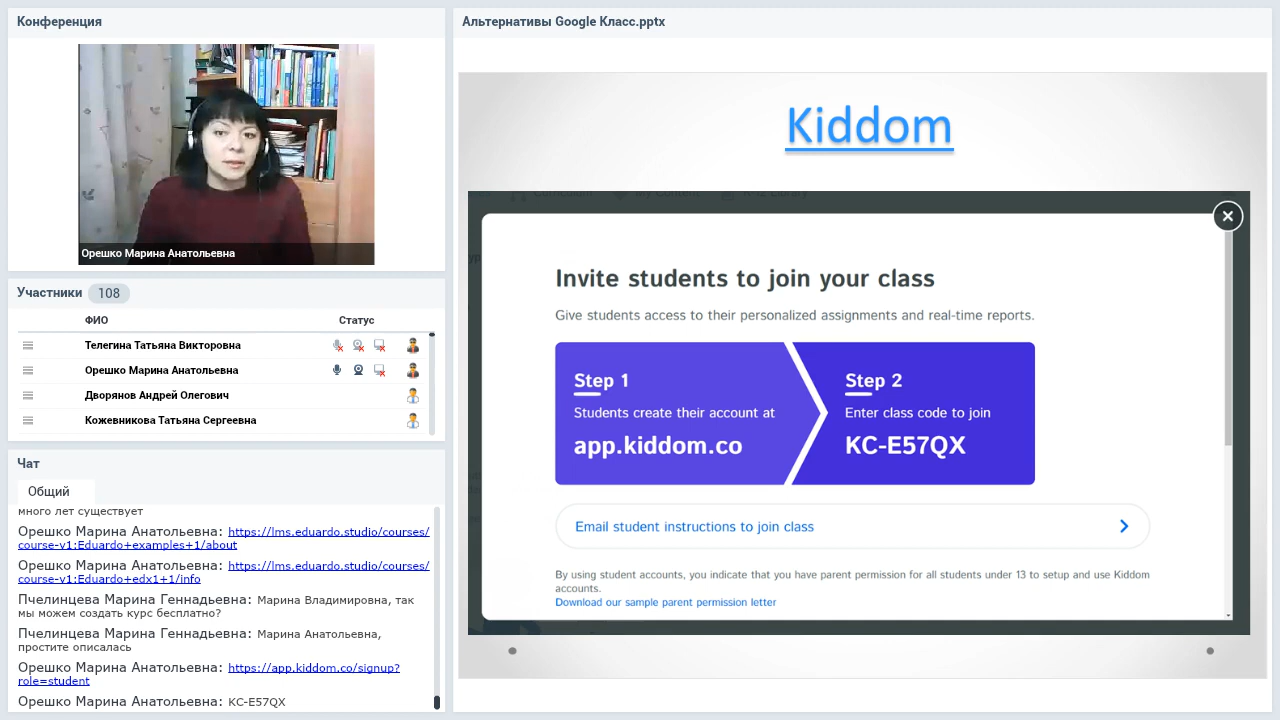 Конференция
Орешко Марина Анатольевна
Участники 108
ФИО Статус
Телегина Татьяна Викторовна
Орешко Марина Анатольевна
Дворянов Андрей Олегович
Кожевникова Татьяна Сергеевна
Чат
Общий
много лет существует
Орешко Марина Анатольевна: https://lms.eduardo.studio/courses/
course-v1:Eduardo+examples+1/about
Орешко Марина Анатольевна: https://lms.eduardo.studio/courses/
course-v1:Eduardo+edx1+1/info
Пчелинцева Марина Геннадьевна: Марина Владимировна, так
мы можем создать курс бесплатно?
Пчелинцева Марина Геннадьевна: Марина Анатольевна,
простите описалась
Орешко Марина Анатольевна: https://app.kiddom.co/signup?
role=student
Орешко Марина Анатольевна: KC-E57QX
Альтернативы Google Класс.pptx
Kiddom
Invite students to join your class
Give students access to their personalized assignments and real-time reports.
Step 1
Students create their account at
app.kiddom.co
Step 2
Enter class code to join
KC-E57QX
Email student instructions to join class
By using student accounts, you indicate that you have parent permission for all students under 13 to setup and use Kiddom
accounts.
Download our sample parent permission letter